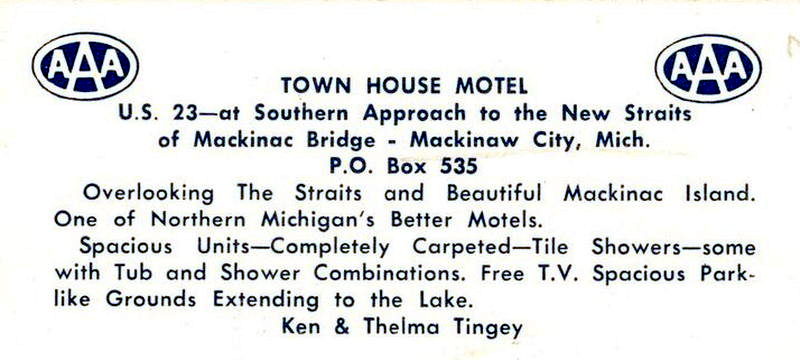 AAA AAA
TOWN HOUSE MOTEL
U.S. 23—at Southern Approach to the New Straits
of Mackinac Bridge - Mackinaw City, Mich.
P.O. Box 535
Overlooking The Straits and Beautiful Mackinac Island.
One of Northern Michigan's Better Motels.
Spacious Units—Completely Carpeted—Tile Showers—some
with Tub and Shower Combinations. Free T.V. Spacious Park-
like Grounds Extending to the Lake.
Ken & Thelma Tingey